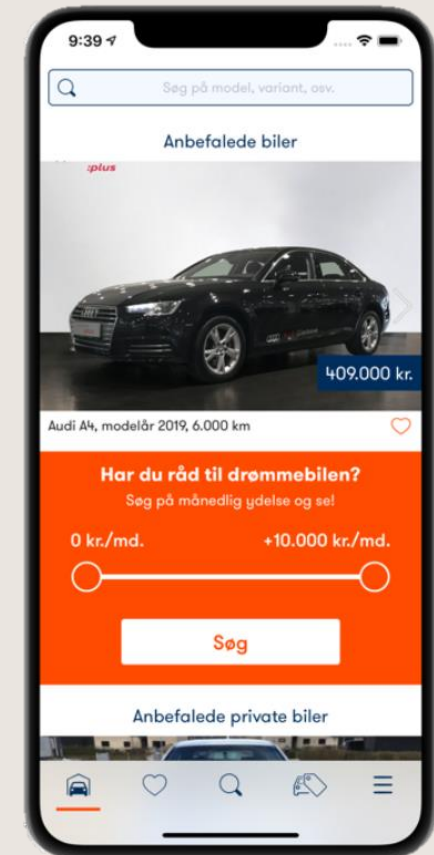 9:39
Søg på model, variant, osv.
Anbefalede biler
:plus
409.000 kr.
Audi A4, modelår 2019, 6.000 km
Har du råd til drømmebilen?
Søg på månedlig ydelse og se!
0 kr./md.
+10.000 kr./md.
Søg
Anbefalede private biler